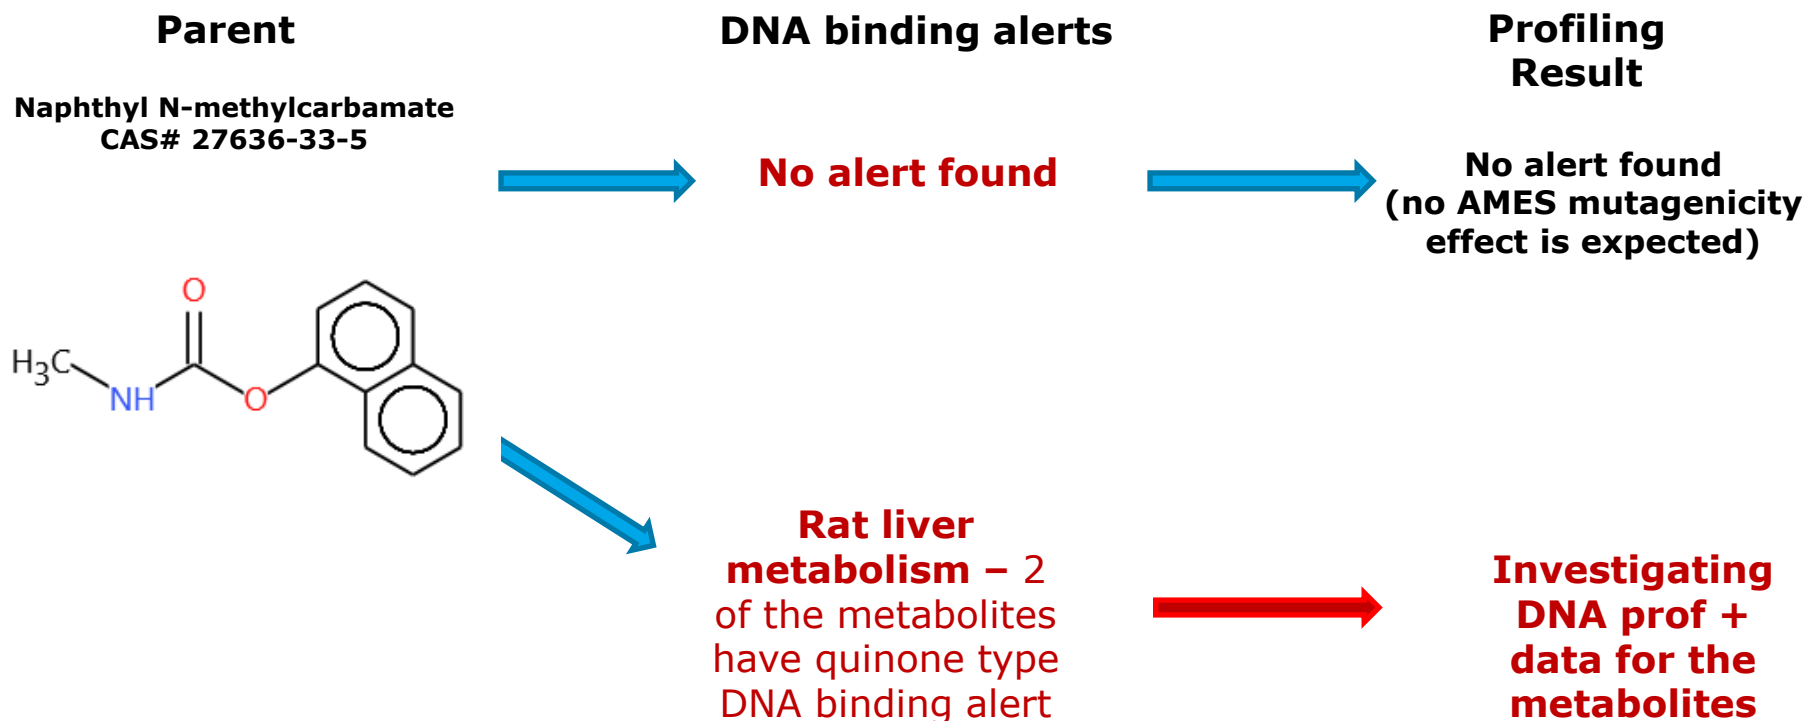 Parent
DNA binding alerts
Profiling
Result
Naphthyl N-methylcarbamate
CAS# 27636-33-5
No alert found
No alert found
(no AMES mutagenicity
effect is expected)
O
H3C
NH
O
Rat liver
metabolism – 2
of the metabolites
have quinone type
DNA binding alert
Investigating
DNA prof +
data for the
metabolites